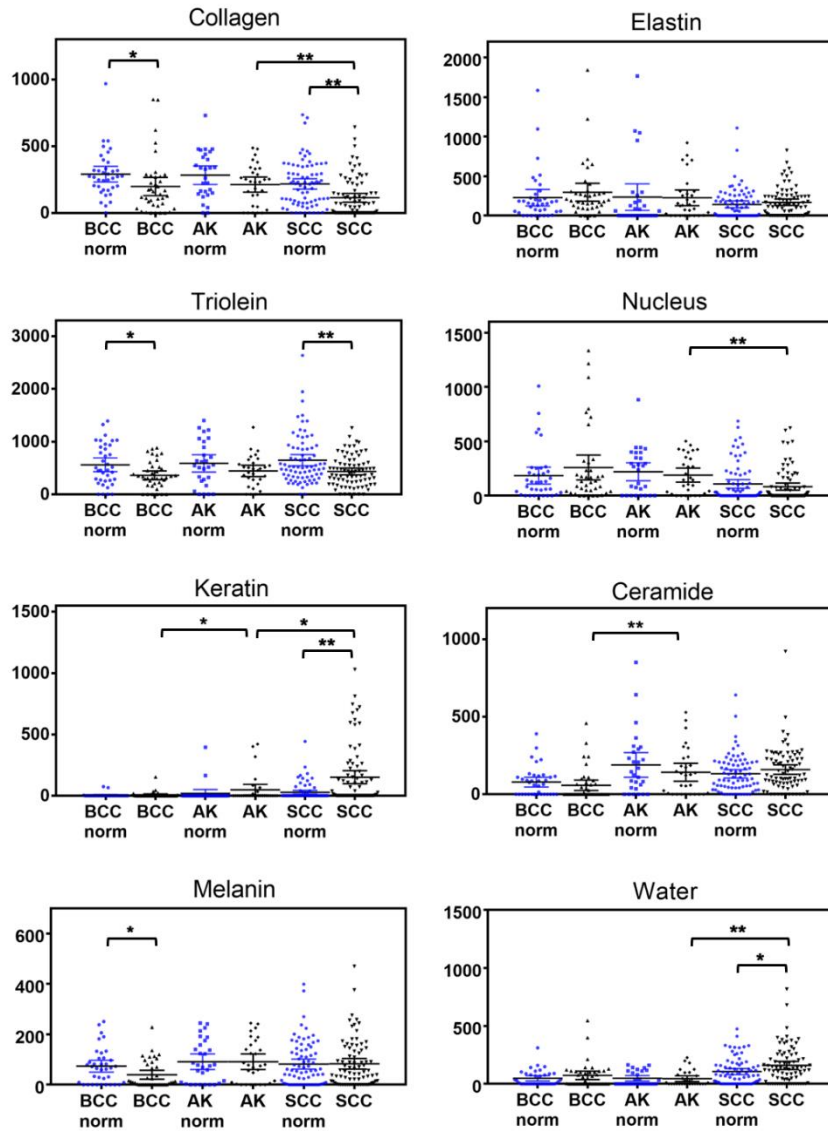 Collagen
*
**
**
1000
500
0
BCC norm BCC AK norm AK SCC norm SCC
Elastin
2000
1500
1000
500
0
BCC norm BCC AK norm AK SCC norm SCC
Triolein
*
**
3000
2000
1000
0
BCC norm BCC AK norm AK SCC norm SCC
Nucleus
**
1500
1000
500
0
BCC norm BCC AK norm AK SCC norm SCC
Keratin
*
*
**
1500
1000
500
0
BCC norm BCC AK norm AK SCC norm SCC
Ceramide
**
1000
500
0
BCC norm BCC AK norm AK SCC norm SCC
Melanin
*
600
400
200
0
BCC norm BCC AK norm AK SCC norm SCC
Water
**
*
1500
1000
500
0
BCC norm BCC AK norm AK SCC norm SCC